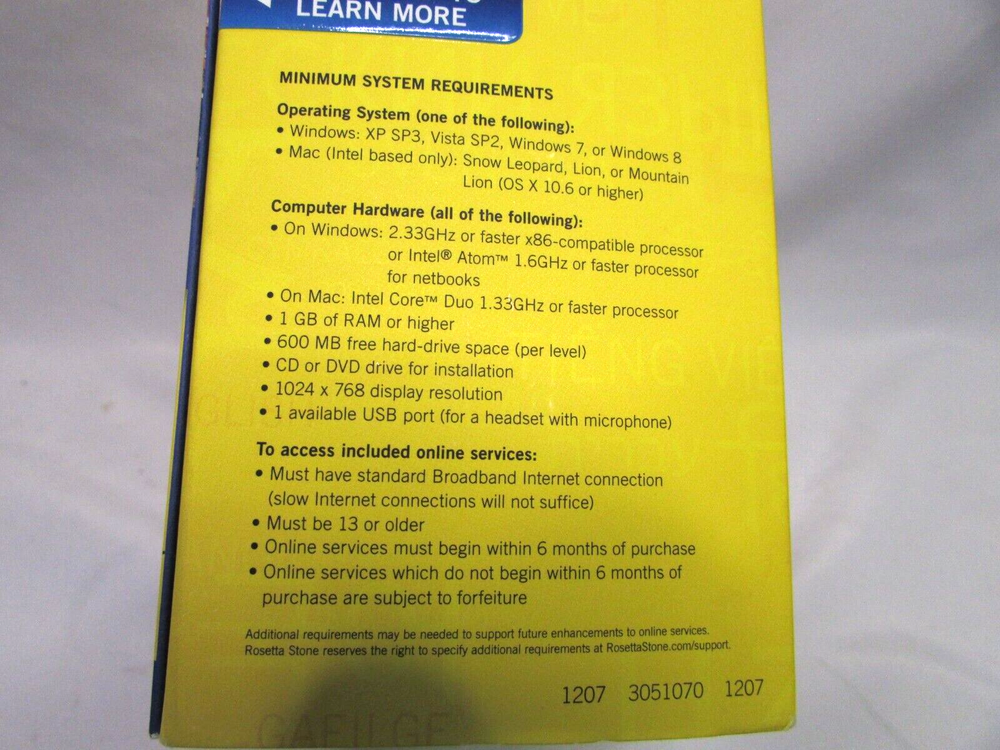 LEARN MORE
MINIMUM SYSTEM REQUIREMENTS
Operating System (one of the following):
• Windows: XP SP3, Vista SP2, Windows 7, or Windows 8
• Mac (Intel based only): Snow Leopard, Lion, or Mountain
Lion (OS X 10.6 or higher)
Computer Hardware (all of the following):
• On Windows: 2.33GHz or faster x86-compatible processor
or Intel® Atom™ 1.6GHz or faster processor
for netbooks
• On Mac: Intel Core™ Duo 1.33GHz or faster processor
• 1 GB of RAM or higher
• 600 MB free hard-drive space (per level)
• CD or DVD drive for installation
• 1024 x 768 display resolution
• 1 available USB port (for a headset with microphone)
To access included online services:
• Must have standard Broadband Internet connection
(slow Internet connections will not suffice)
• Must be 13 or older
• Online services must begin within 6 months of purchase
• Online services which do not begin within 6 months of
purchase are subject to forfeiture
Additional requirements may be needed to support future enhancements to online services.
Rosetta Stone reserves the right to specify additional requirements at RosettaStone.com/support.
1207 3051070 1207